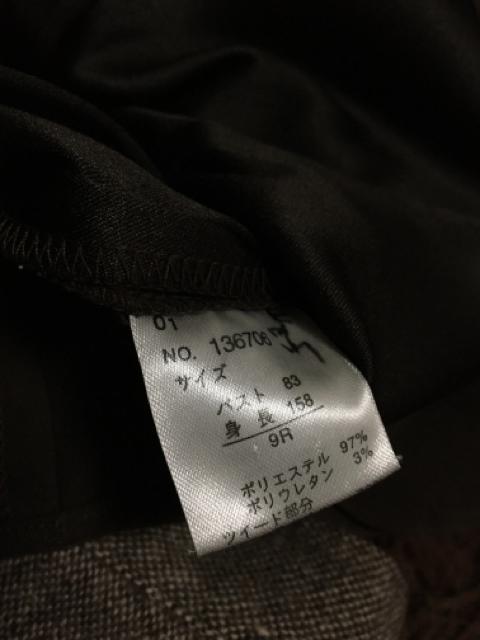 01
NO. 136706
サイズ
バスト 83
身長 158
9R
ポリエステル 97%
ポリウレタン 3%
ツイード部分